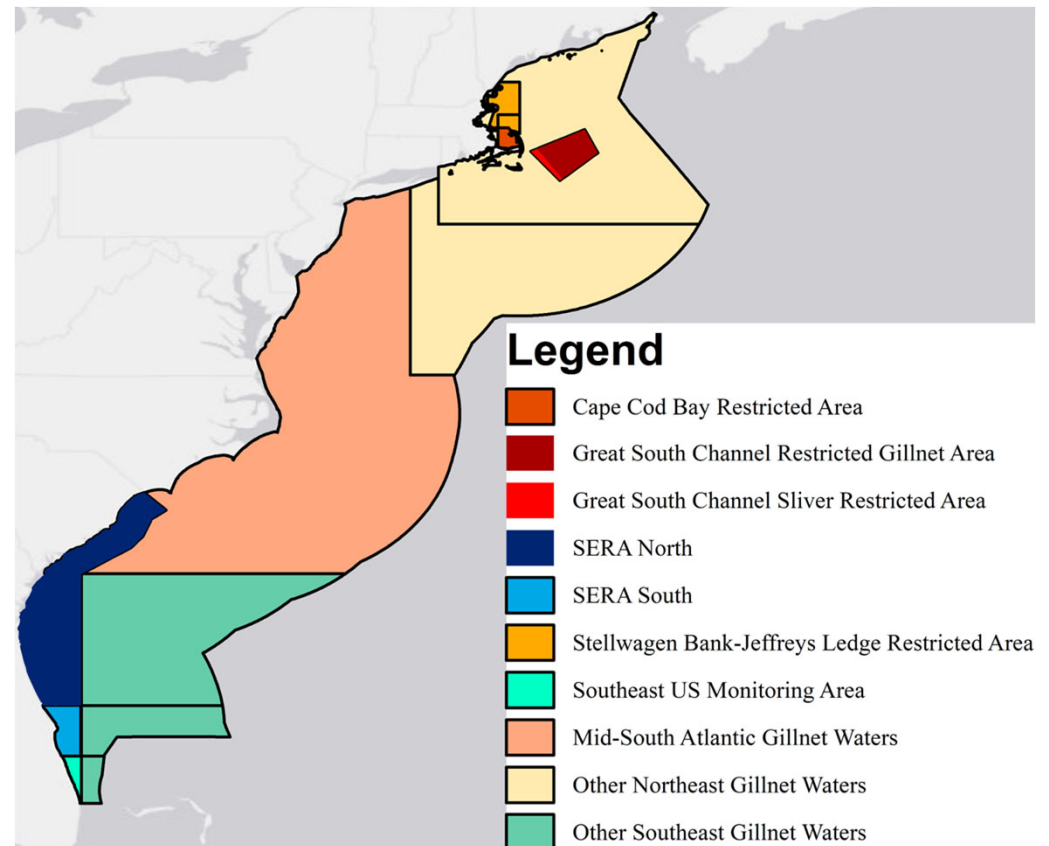 Legend
Cape Cod Bay Restricted Area
Great South Channel Restricted Gillnet Area
Great South Channel Sliver Restricted Area
SERA North
SERA South
Stellwagen Bank-Jeffreys Ledge Restricted Area
Southeast US Monitoring Area
Mid-South Atlantic Gillnet Waters
Other Northeast Gillnet Waters
Other Southeast Gillnet Waters